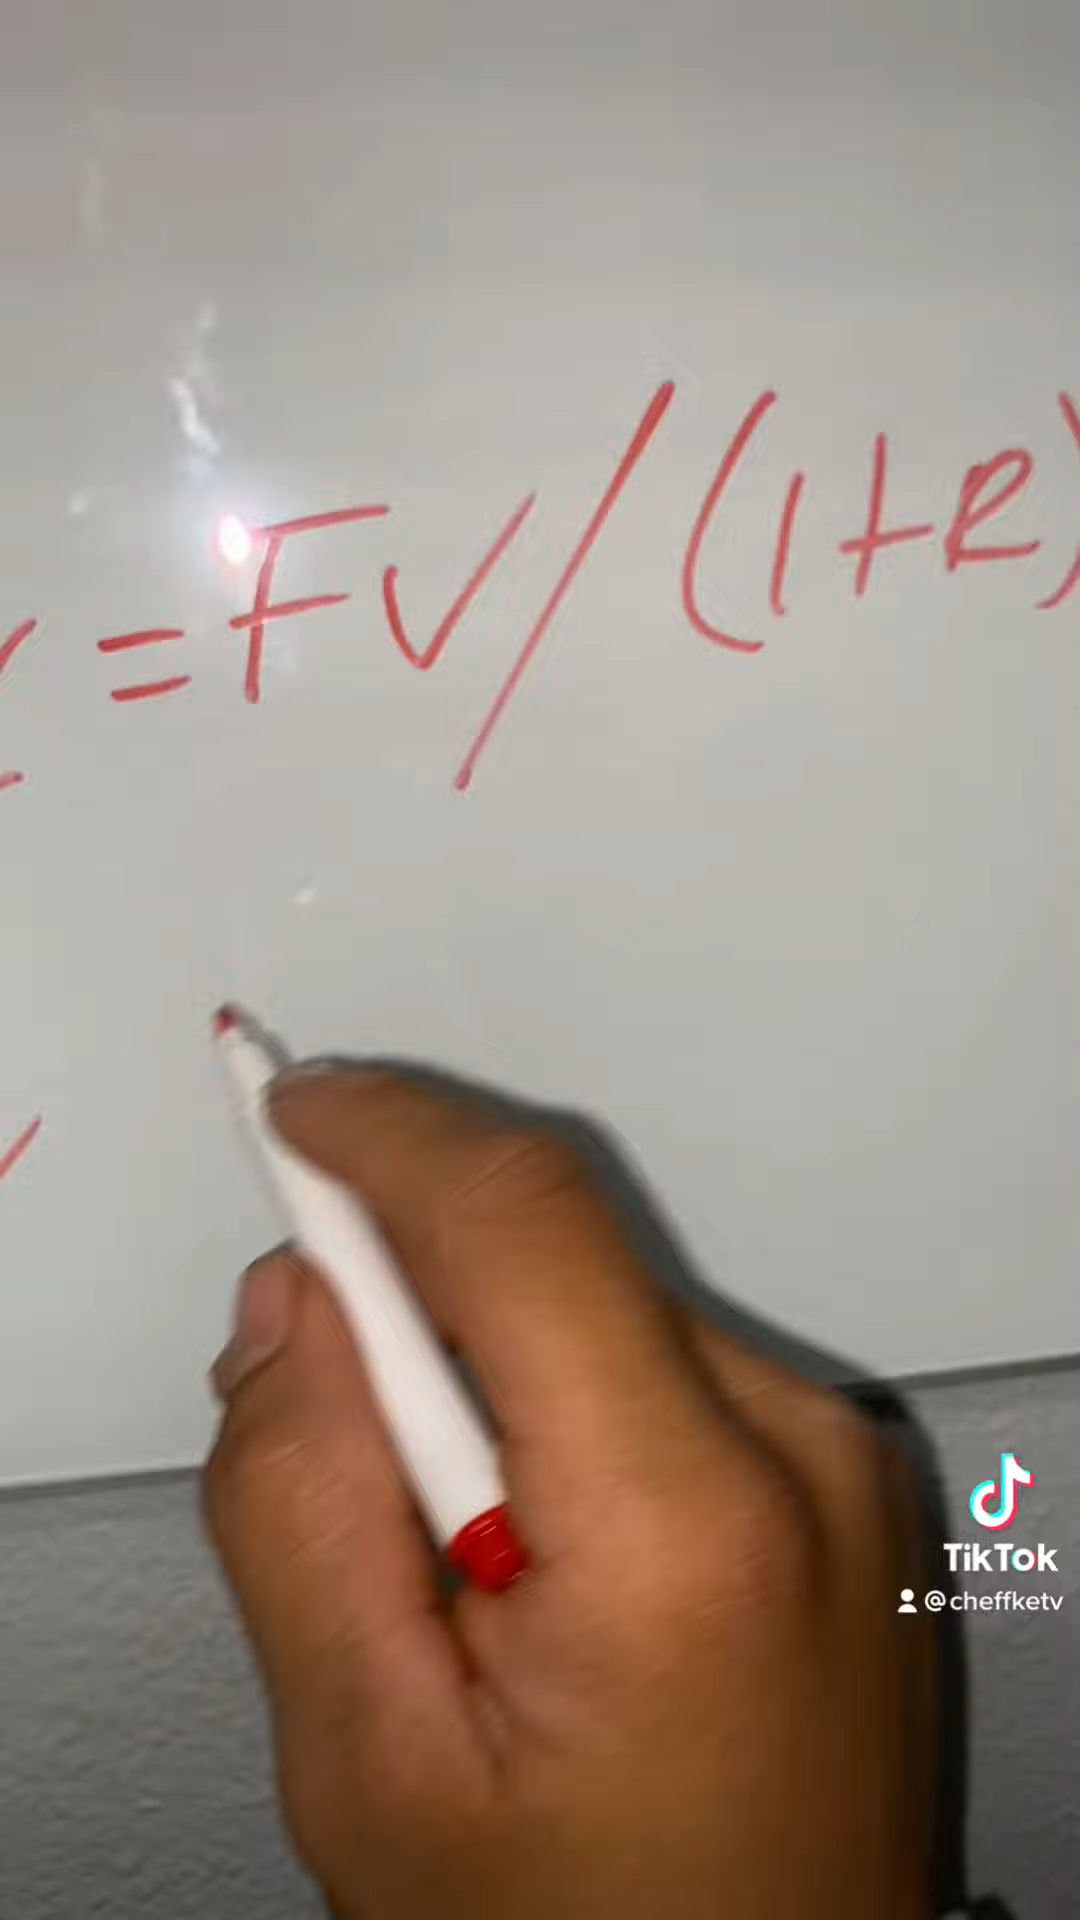 = FV/(1+R)
TikTok
@cheffketv